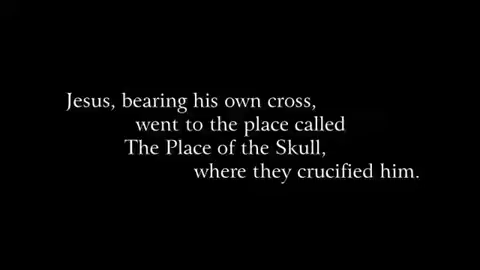 Jesus, bearing his own cross,
went to the place called
The Place of the Skull,
where they crucified him.